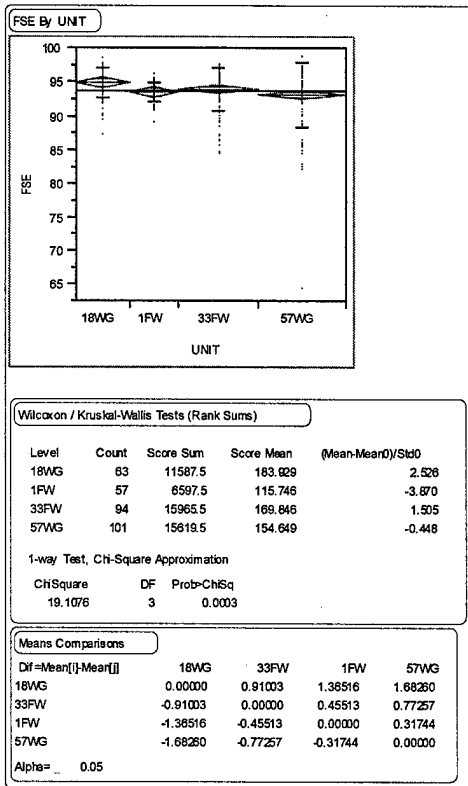 FSE By UNIT
100
95
90
85
80
75
70
65
FSE
18WG 1FW 33FW 57WG
UNIT
Wilcoxon / Kruskal-Wallis Tests (Rank Sums)
Level Count Score Sum Score Mean (Mean-Mean0)/Std0
18WG 63 11587.5 183.929 2.526
1FW 57 6597.5 115.746 -3.870
33FW 94 15965.5 169.846 1.505
57WG 101 15619.5 154.649 -0.448
1-way Test, Chi-Square Approximation
ChiSquare DF Prob>ChiSq
19.1076 3 0.0003
Means Comparisons
Dif=Mean[i]-Mean[j] 18WG 33FW 1FW 57WG
18WG 0.00000 0.91003 1.36516 1.68260
33FW -0.91003 0.00000 0.45513 0.77257
1FW -1.36516 -0.45513 0.00000 0.31744
57WG -1.68260 -0.77257 -0.31744 0.00000
Alpha= _ 0.05